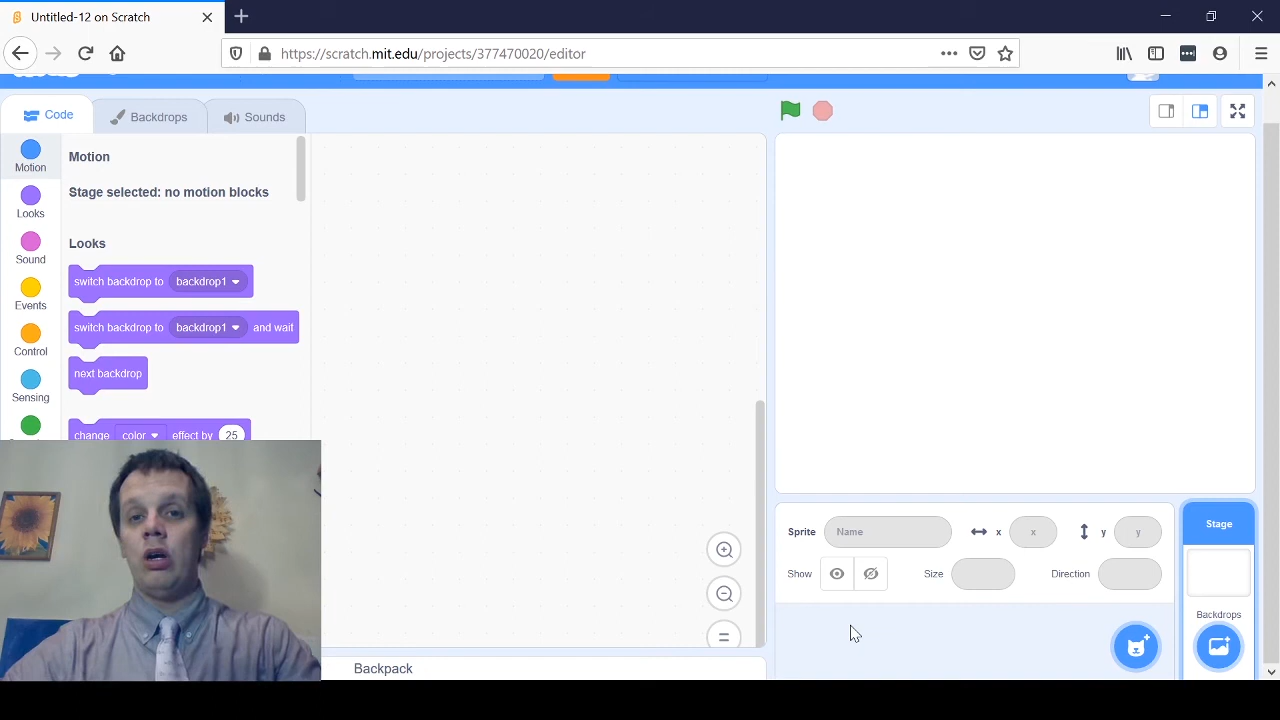 Untitled-12 on Scratch
https://scratch.mit.edu/projects/377470020/editor
Code
Backdrops
Sounds
Motion
Looks
Sound
Events
Control
Sensing
Motion
Stage selected: no motion blocks
Looks
switch backdrop to backdrop1
switch backdrop to backdrop1 and wait
next backdrop
change color effect by 25
Backpack
Sprite Name x x y y
Show Size Direction
Stage
Backdrops